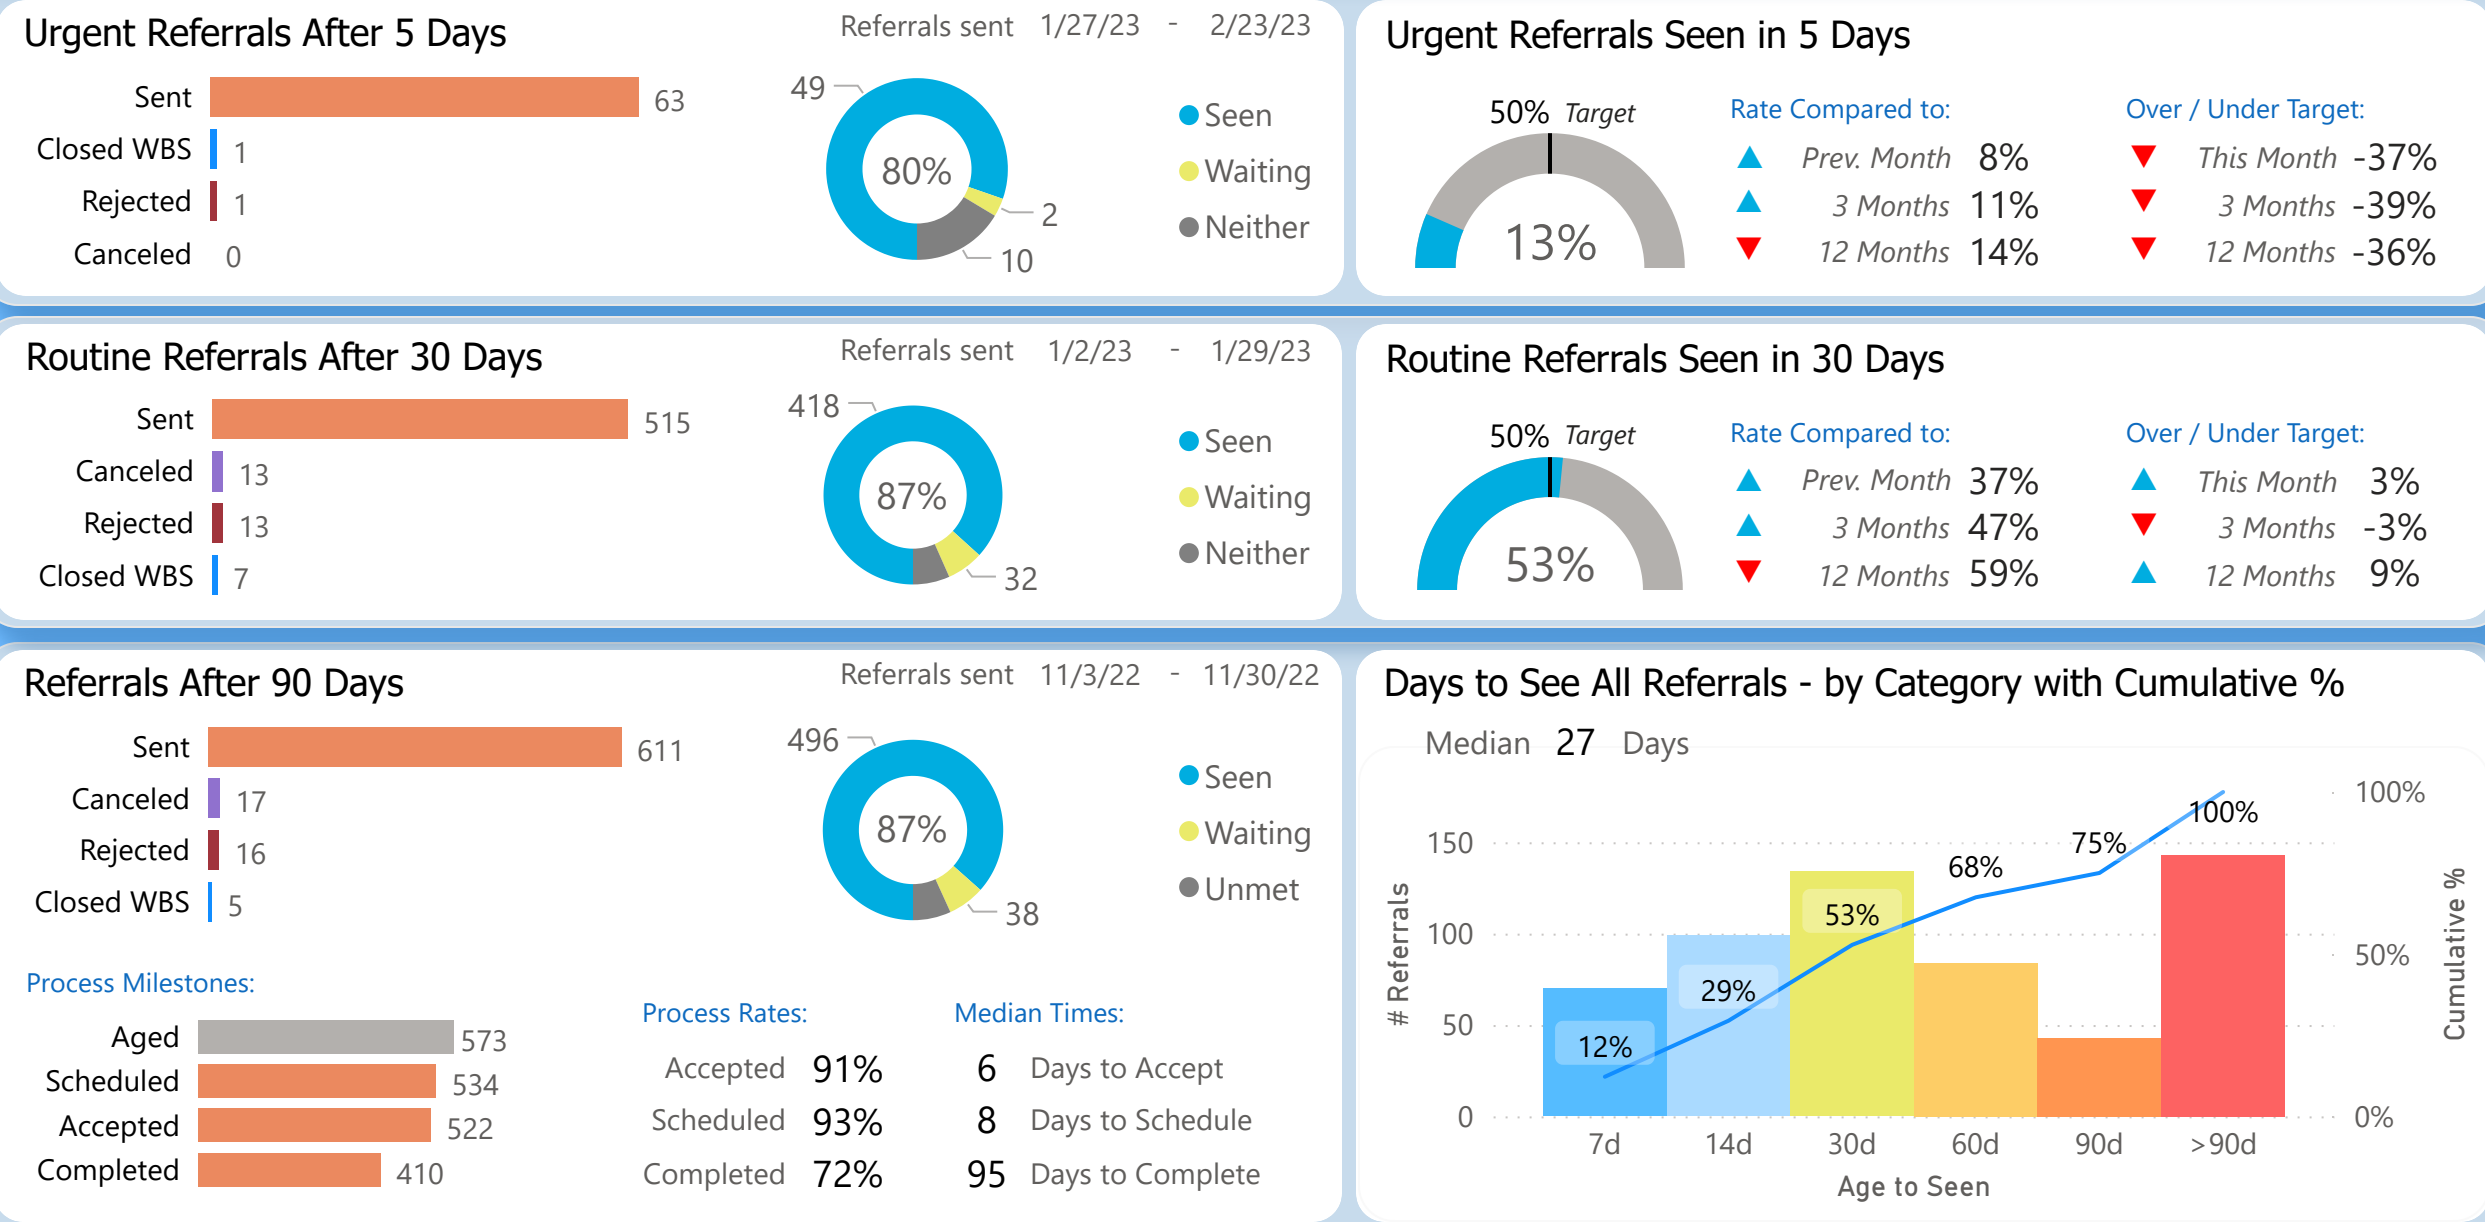 Urgent Referrals After 5 Days
Referrals sent 1/27/23 - 2/23/23
Sent 63
Closed WBS 1
Rejected 1
Canceled 0
49
80%
2
10
Seen
Waiting
Neither
Urgent Referrals Seen in 5 Days
50% Target
13%
Rate Compared to:
Prev. Month 8%
3 Months 11%
12 Months 14%
Over / Under Target:
This Month -37%
3 Months -39%
12 Months -36%
Routine Referrals After 30 Days
Referrals sent 1/2/23 - 1/29/23
Sent 515
Canceled 13
Rejected 13
Closed WBS 7
418
87%
32
Seen
Waiting
Neither
Routine Referrals Seen in 30 Days
50% Target
53%
Rate Compared to:
Prev. Month 37%
3 Months 47%
12 Months 59%
Over / Under Target:
This Month 3%
3 Months -3%
12 Months 9%
Referrals After 90 Days
Referrals sent 11/3/22 - 11/30/22
Sent 611
Canceled 17
Rejected 16
Closed WBS 5
496
87%
38
Seen
Waiting
Unmet
Process Milestones:
Aged 573
Scheduled 534
Accepted 522
Completed 410
Process Rates:
Accepted 91%
Scheduled 93%
Completed 72%
Median Times:
6 Days to Accept
8 Days to Schedule
95 Days to Complete
Days to See All Referrals - by Category with Cumulative %
Median 27 Days
# Referrals
150
100
50
0
12%
29%
53%
68%
75%
100%
100%
50%
0%
Cumulative %
7d 14d 30d 60d 90d >90d
Age to Seen